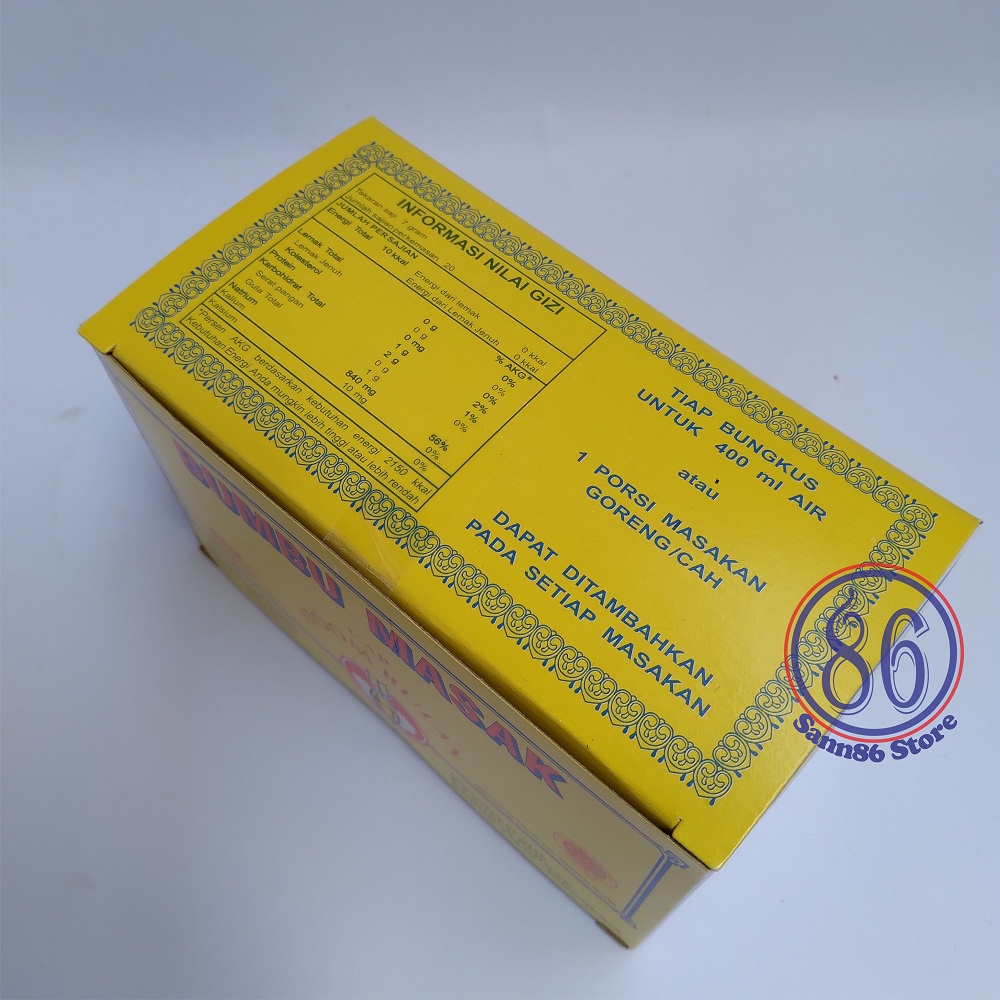 INFORMASI NILAI GIZI
Takaran saji 7 gram
Jumlah sajian perkemasan 20
JUMLAH PER SAJIAN
Energi Total 10 kkal
Energi dari lemak 0 kkal
Energi dari Lemak Jenuh 0 kkal
% AKG*
Lemak Total 0 g 0%
Lemak Jenuh 0 g 0%
Kolesterol 0 mg 0%
Protein 1 g 2%
Karbohidrat Total 2 g 1%
Serat pangan 0 g 0%
Gula Total 1 g
Natrium 840 mg 56%
Kalium 10 mg 0%
Kalsium 0%
*Persen AKG berdasarkan kebutuhan energi 2150 kkal
Kebutuhan Energi Anda mungkin lebih tinggi atau lebih rendah
TIAP BUNGKUS
UNTUK 400 ml AIR
atau
1 PORSI MASAKAN
GORENG/CAH
DAPAT DITAMBAHKAN
PADA SETIAP MASAKAN
BUMBU MASAK
86
Sann86 Store